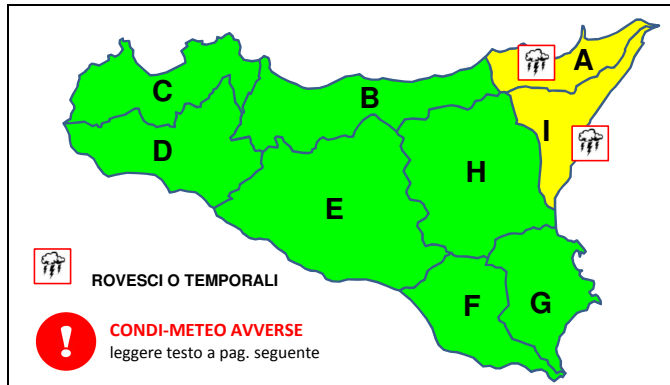 A
C
B
I
D
H
E
ROVESCI O TEMPORALI
F
G
!
CONDI-METEO AVVERSE
leggere testo a pag. seguente